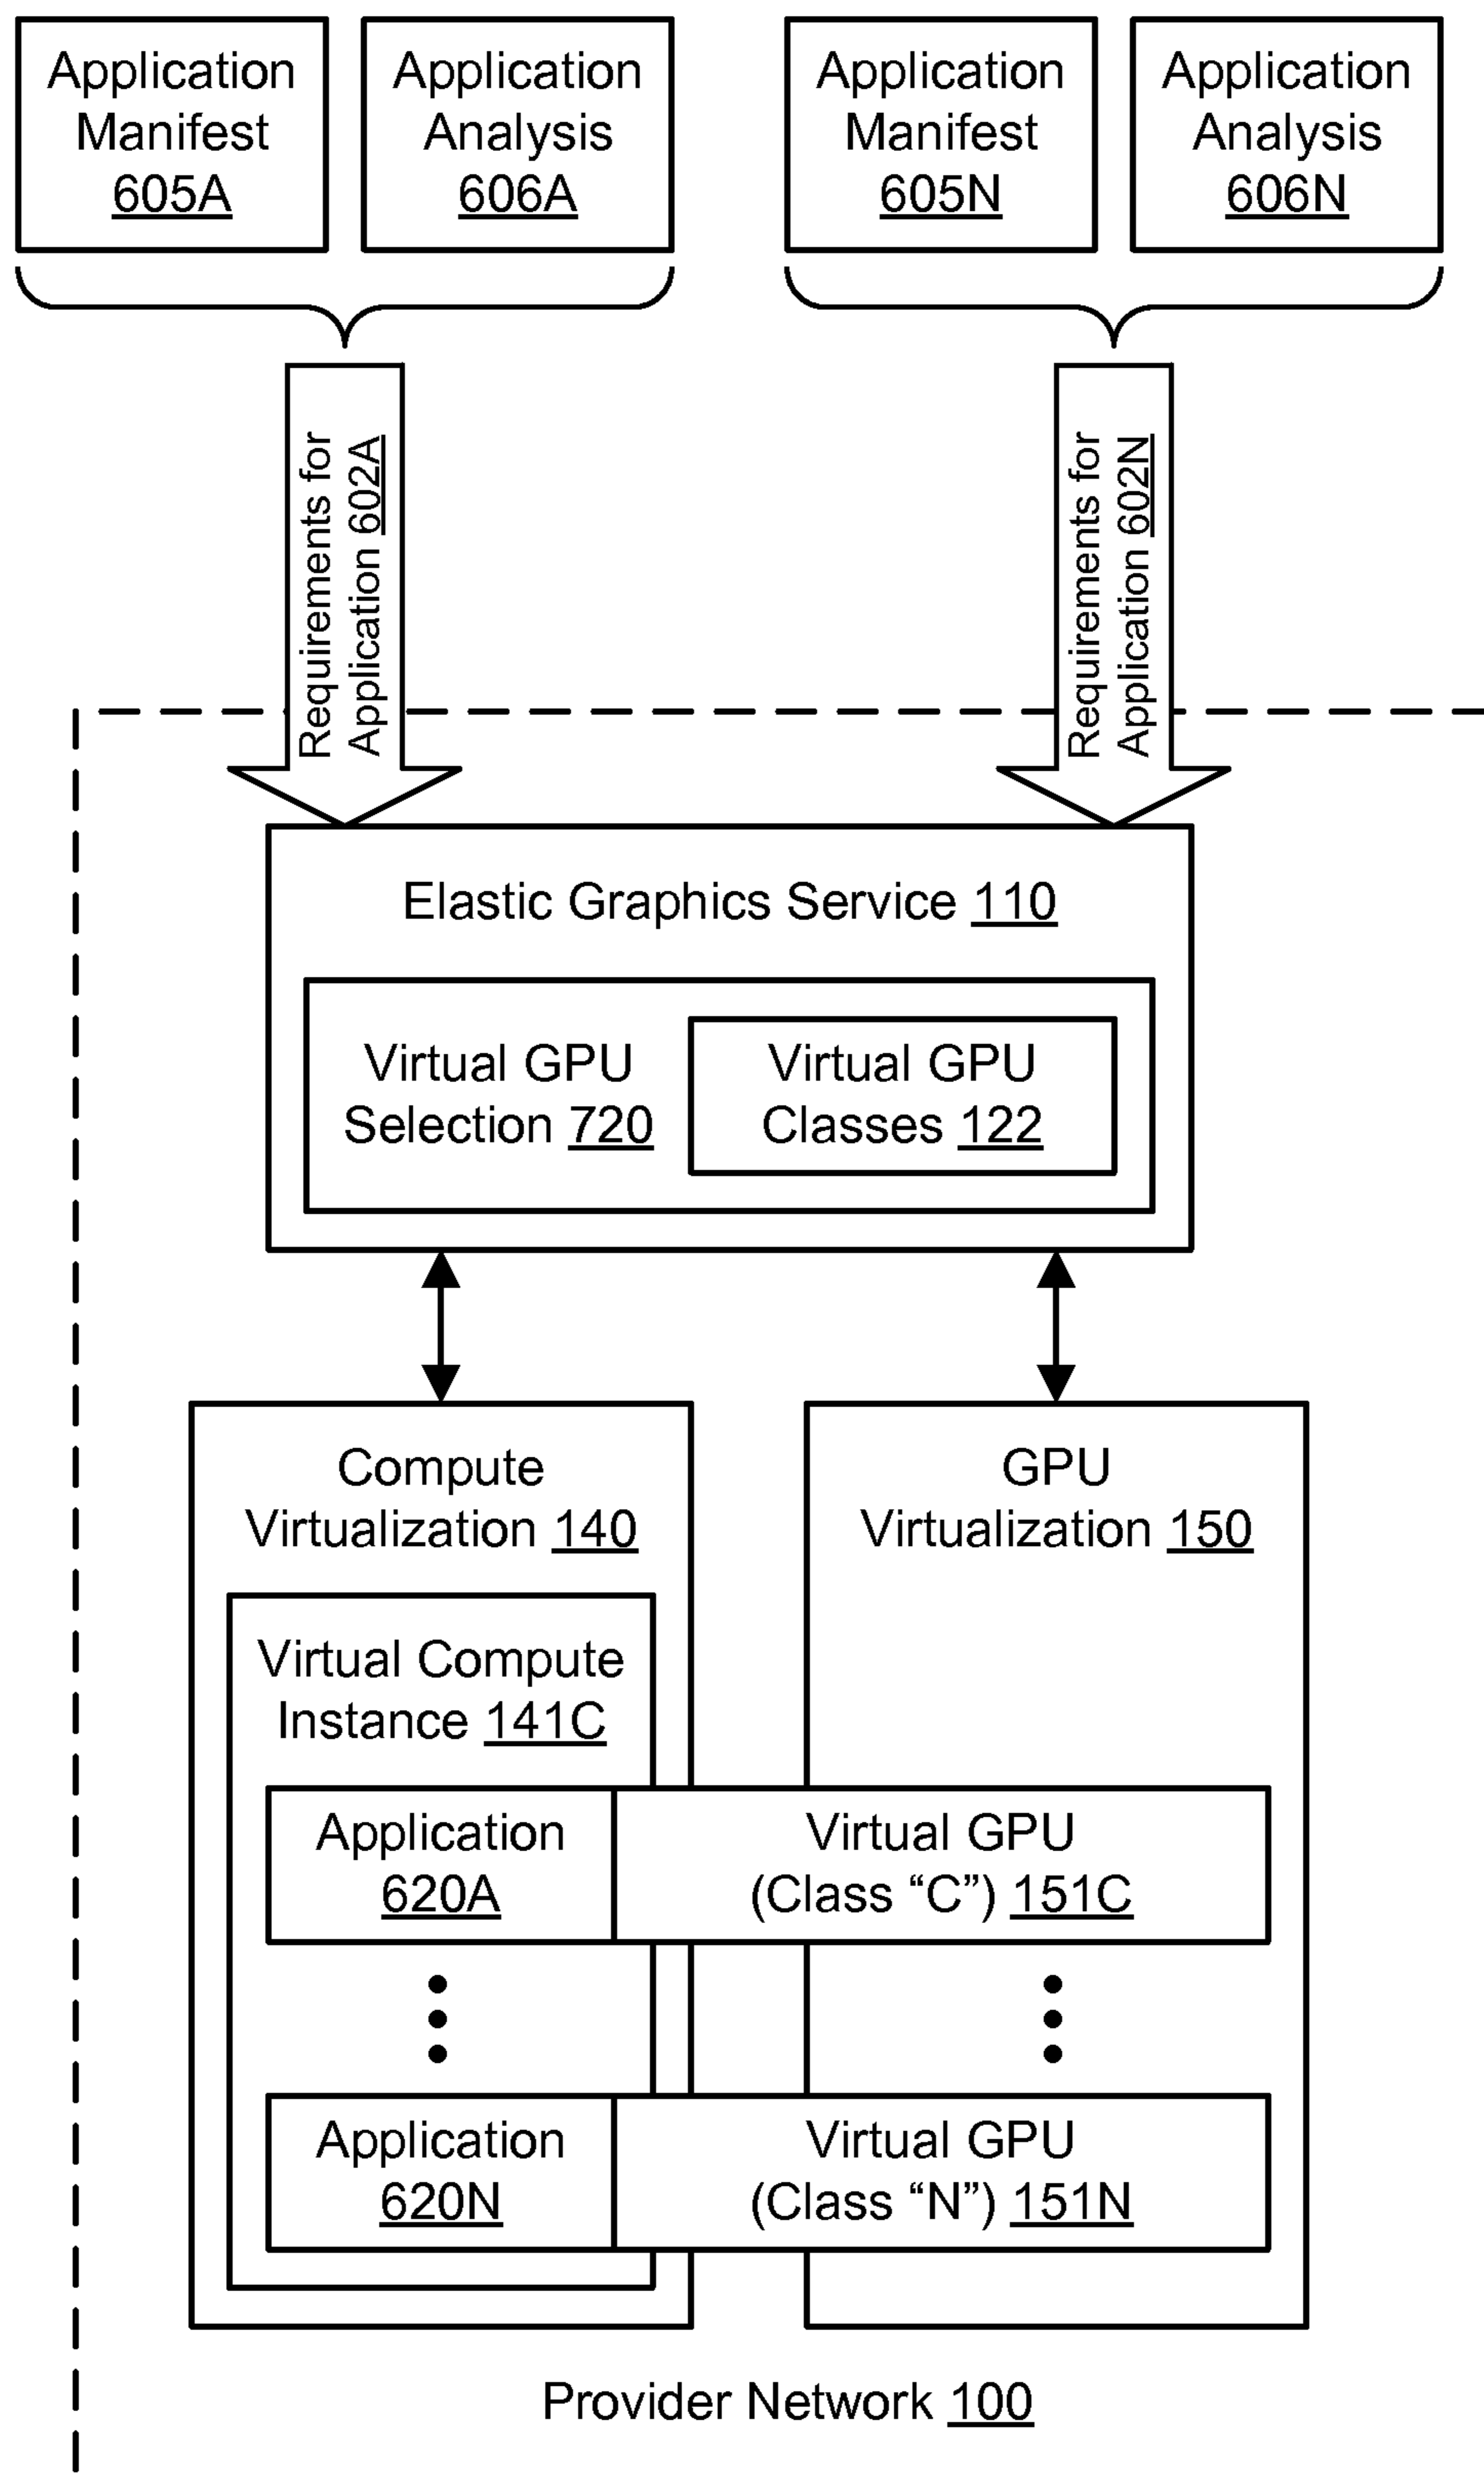 Application
Manifest
605A
Application
Analysis
606A
Application
Manifest
605N
Application
Analysis
606N
Requirements for
Application 602A
Requirements for
Application 602N
Elastic Graphics Service 110
Virtual GPU
Selection 720
Virtual GPU
Classes 122
Compute
Virtualization 140
GPU
Virtualization 150
Virtual Compute
Instance 141C
Application
620A
Virtual GPU
(Class “C”) 151C
Application
620N
Virtual GPU
(Class “N”) 151N
Provider Network 100